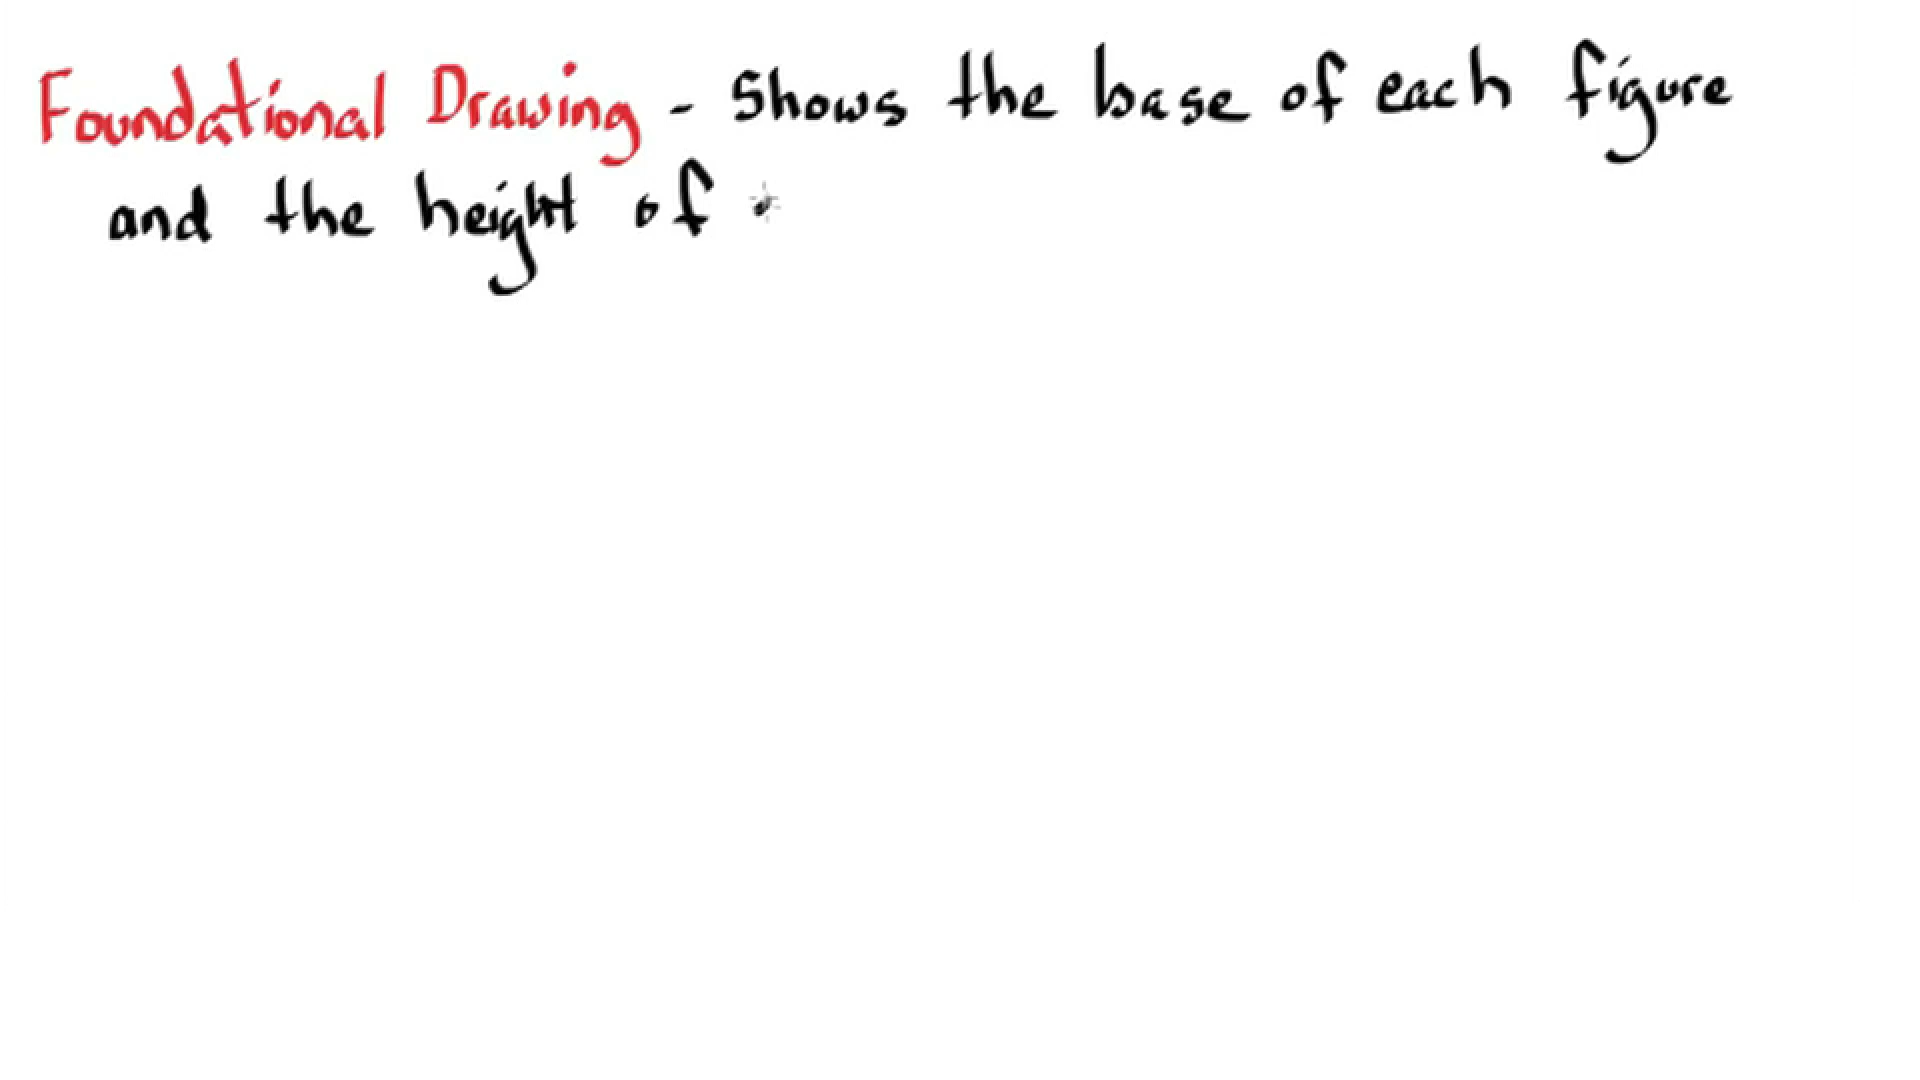 Foundational Drawing - Shows the base of each figure
and the height of